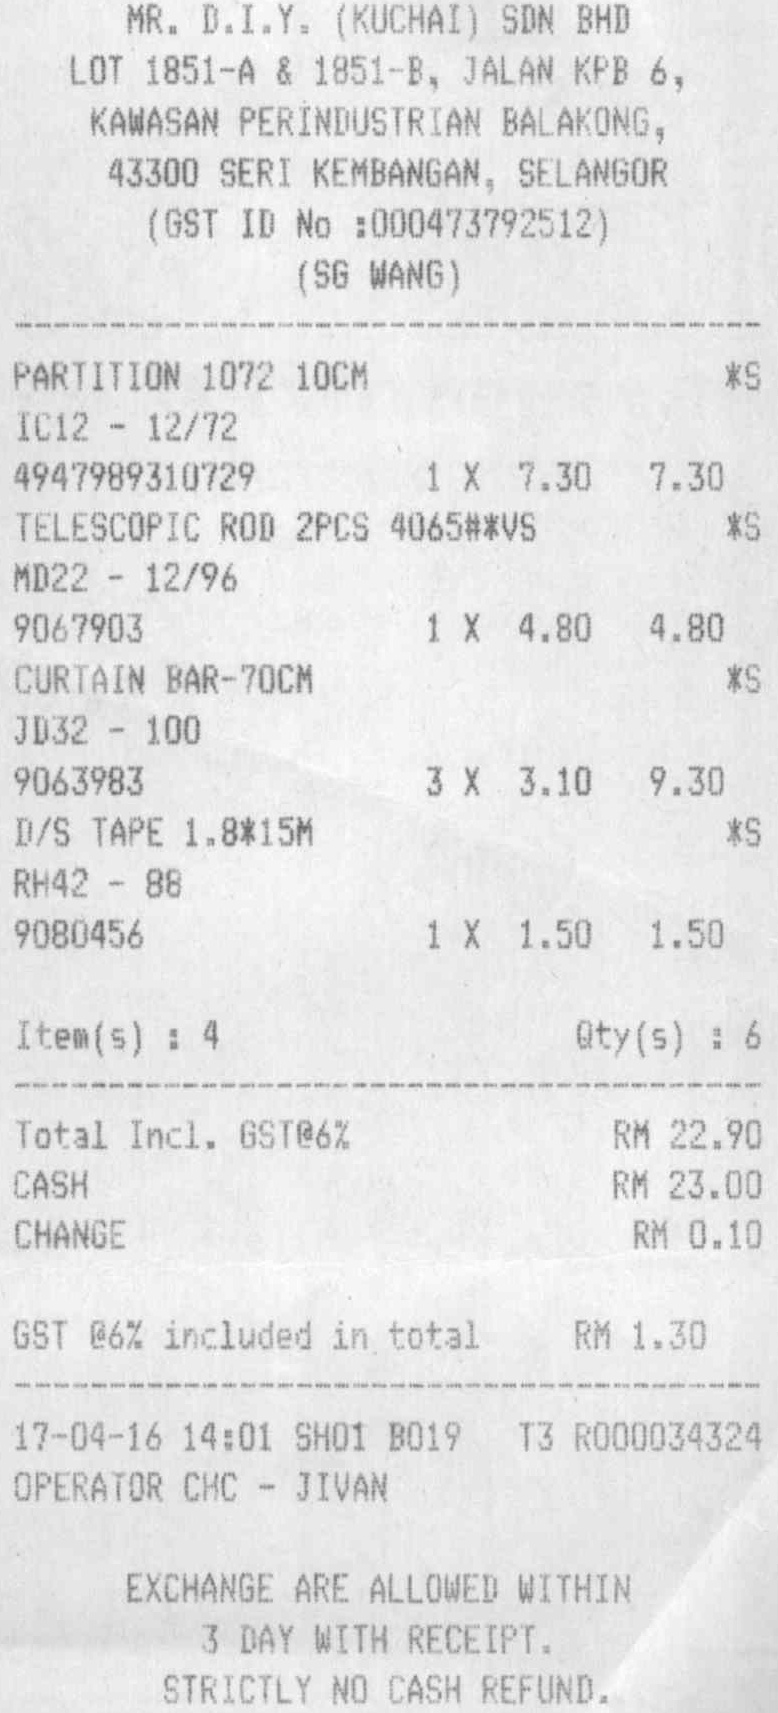 MR. D.I.Y. (KUCHAI) SDN BHD
LOT 1851-A & 1851-B, JALAN KPB 6,
KAWASAN PERINDUSTRIAN BALAKONG,
43300 SERI KEMBANGAN, SELANGOR
(GST ID No :000473792512)
(SG WANG)
PARTITION 1072 10CM *S
IC12 - 12/72
4947989310729 1 X 7.30 7.30
TELESCOPIC ROD 2PCS 4065#*VS *S
MD22 - 12/96
9067903 1 X 4.80 4.80
CURTAIN BAR-70CM *S
JD32 - 100
9063983 3 X 3.10 9.30
D/S TAPE 1.8*15M *S
RH42 - 88
9080456 1 X 1.50 1.50
Item(s) : 4 Qty(s) : 6
Total Incl. GST@6% RM 22.90
CASH RM 23.00
CHANGE RM 0.10
GST @6% included in total RM 1.30
17-04-16 14:01 SH01 B019 T3 R000034324
OPERATOR CHC - JIVAN
EXCHANGE ARE ALLOWED WITHIN
3 DAY WITH RECEIPT.
STRICTLY NO CASH REFUND.